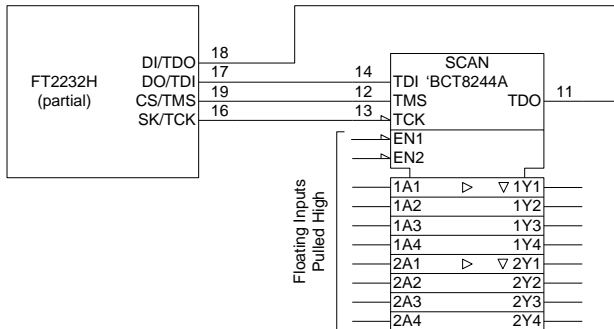 FT2232H
(partial)
DI/TDO
DO/TDI
CS/TMS
SK/TCK
18
17
19
16
14
12
13
SCAN
'BCT8244A
TDI
TMS
TCK
TDO
11
EN1
EN2
Floating Inputs
Pulled High
1A1
1Y1
1A2
1Y2
1A3
1Y3
1A4
1Y4
2A1
2Y1
2A2
2Y2
2A3
2Y3
2A4
2Y4